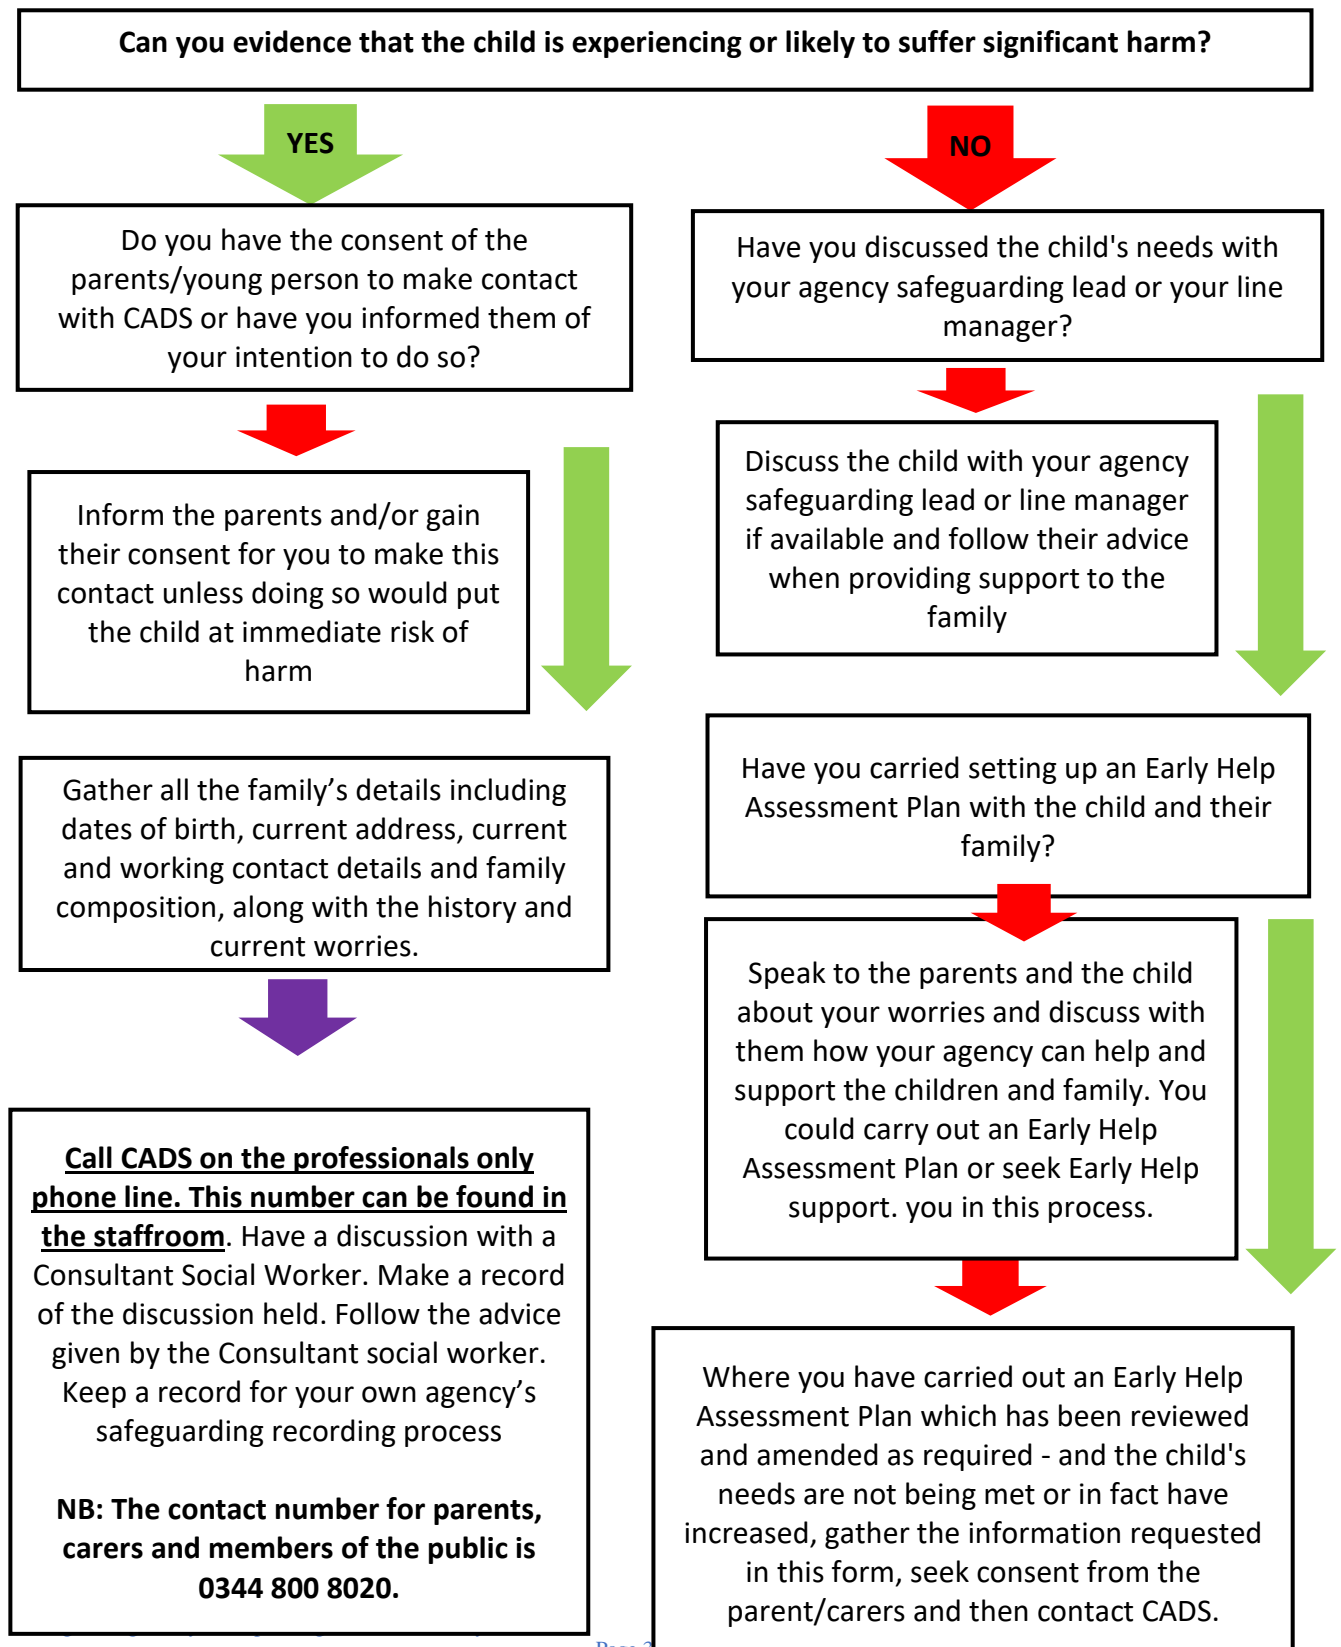 Can you evidence that the child is experiencing or likely to suffer significant harm?
YES
NO
Do you have the consent of the
parents/young person to make contact
with CADS or have you informed them of
your intention to do so?
Have you discussed the child's needs with
your agency safeguarding lead or your line
manager?
Inform the parents and/or gain
their consent for you to make this
contact unless doing so would put
the child at immediate risk of
harm
Discuss the child with your agency
safeguarding lead or line manager
if available and follow their advice
when providing support to the
family
Gather all the family’s details including
dates of birth, current address, current
and working contact details and family
composition, along with the history and
current worries.
Have you carried setting up an Early Help
Assessment Plan with the child and their
family?
Speak to the parents and the child
about your worries and discuss with
them how your agency can help and
support the children and family. You
could carry out an Early Help
Assessment Plan or seek Early Help
support. you in this process.
Call CADS on the professionals only
phone line. This number can be found in
the staffroom. Have a discussion with a
Consultant Social Worker. Make a record
of the discussion held. Follow the advice
given by the Consultant social worker.
Keep a record for your own agency’s
safeguarding recording process
NB: The contact number for parents,
carers and members of the public is
0344 800 8020.
Where you have carried out an Early Help
Assessment Plan which has been reviewed
and amended as required - and the child's
needs are not being met or in fact have
increased, gather the information requested
in this form, seek consent from the
parent/carers and then contact CADS.